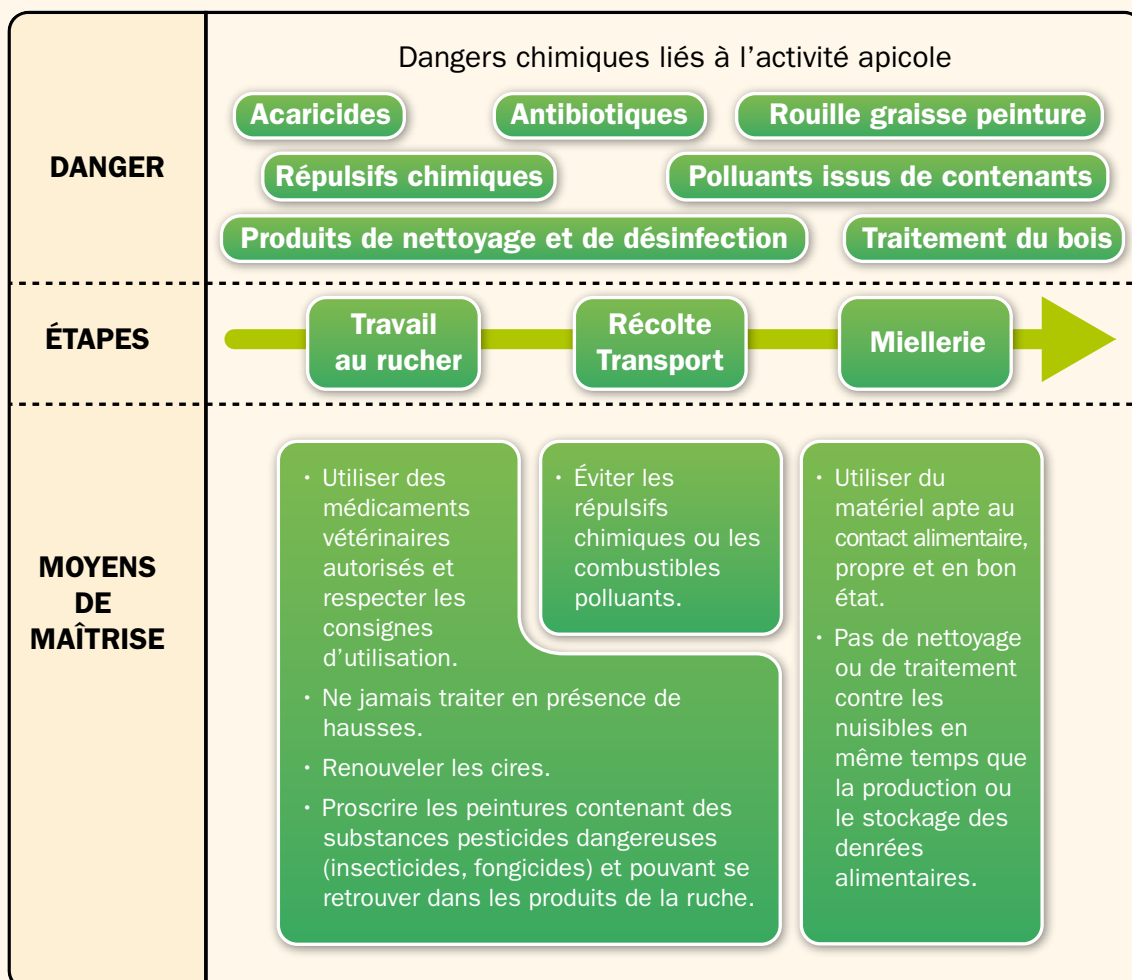 DANGER
Dangers chimiques liés à l’activité apicole
Acaricides
Antibiotiques
Rouille graisse peinture
Répulsifs chimiques
Polluants issus de contenants
Produits de nettoyage et de désinfection
Traitement du bois
ÉTAPES
Travail
au rucher
Récolte
Transport
Miellerie
MOYENS
DE
MAÎTRISE
· Utiliser des
médicaments
vétérinaires
autorisés et
respecter les
consignes
d’utilisation.
· Ne jamais traiter en présence de
hausses.
· Renouveler les cires.
· Proscrire les peintures contenant des
substances pesticides dangereuses
(insecticides, fongicides) et pouvant se
retrouver dans les produits de la ruche.
· Éviter les
répulsifs
chimiques ou les
combustibles
polluants.
· Utiliser du
matériel apte au
contact alimentaire,
propre et en bon
état.
· Pas de nettoyage
ou de traitement
contre les
nuisibles en
même temps que
la production ou
le stockage des
denrées
alimentaires.